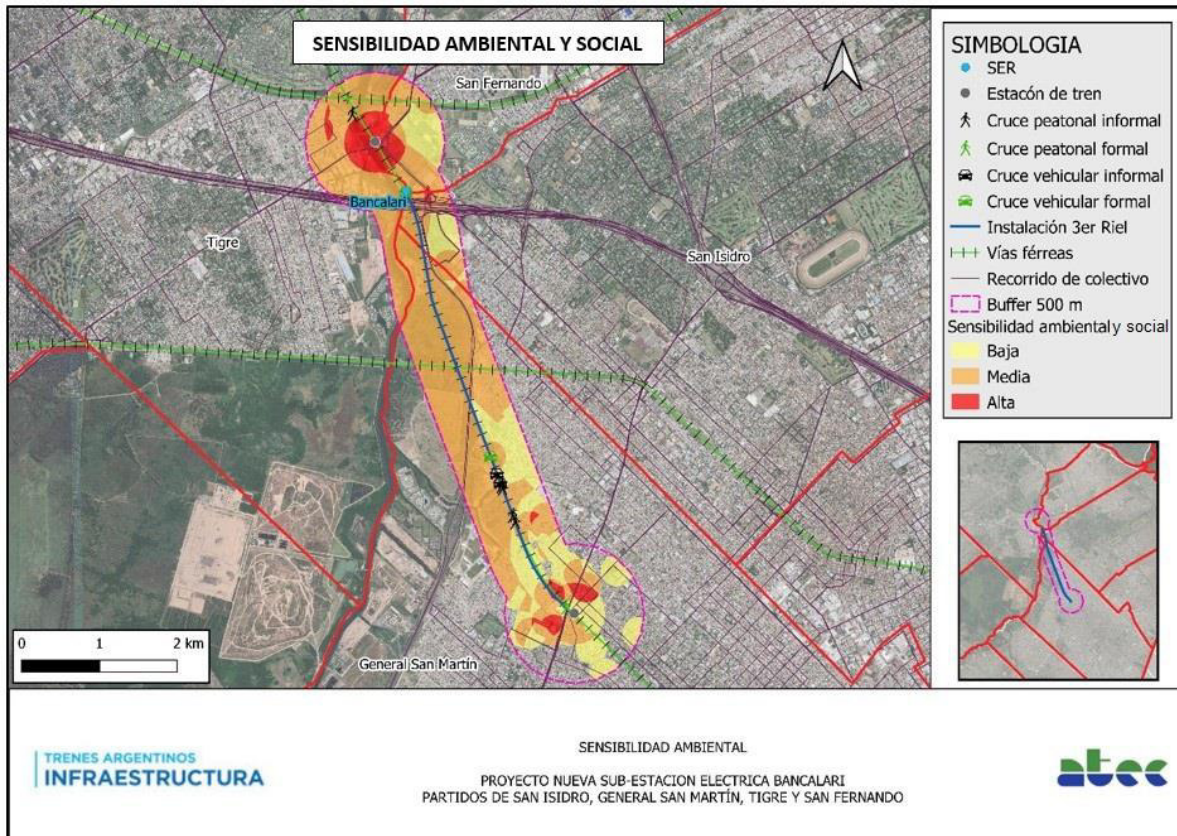 SENSIBILIDAD AMBIENTAL Y SOCIAL
San Fernando
Bancalari
Tigre
San Isidro
General San Martín
0 1 2 km
SIMBOLOGIA
SER
Estacón de tren
Cruce peatonal informal
Cruce peatonal formal
Cruce vehicular informal
Cruce vehicular formal
Instalación 3er Riel
Vías férreas
Recorrido de colectivo
Buffer 500 m
Sensibilidad ambiental y social
Baja
Media
Alta
TRENES ARGENTINOS
INFRAESTRUCTURA
SENSIBILIDAD AMBIENTAL
PROYECTO NUEVA SUB-ESTACION ELECTRICA BANCALARI
PARTIDOS DE SAN ISIDRO, GENERAL SAN MARTÍN, TIGRE Y SAN FERNANDO
atec